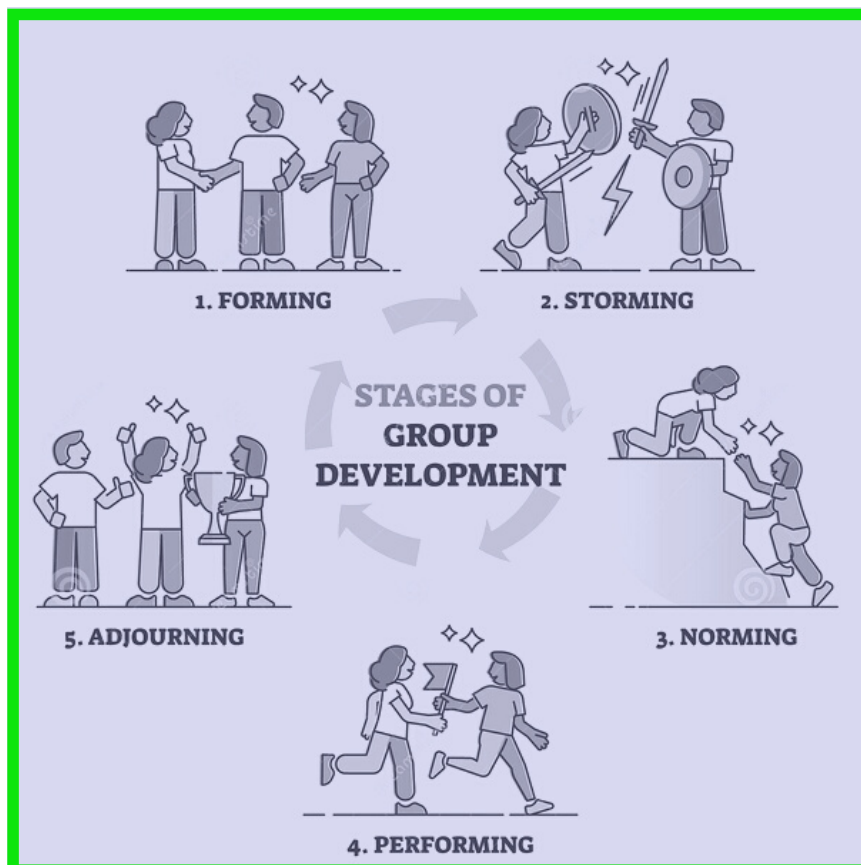 1. FORMING
2. STORMING
STAGES OF
GROUP
DEVELOPMENT
5. ADJOURNING
3. NORMING
4. PERFORMING